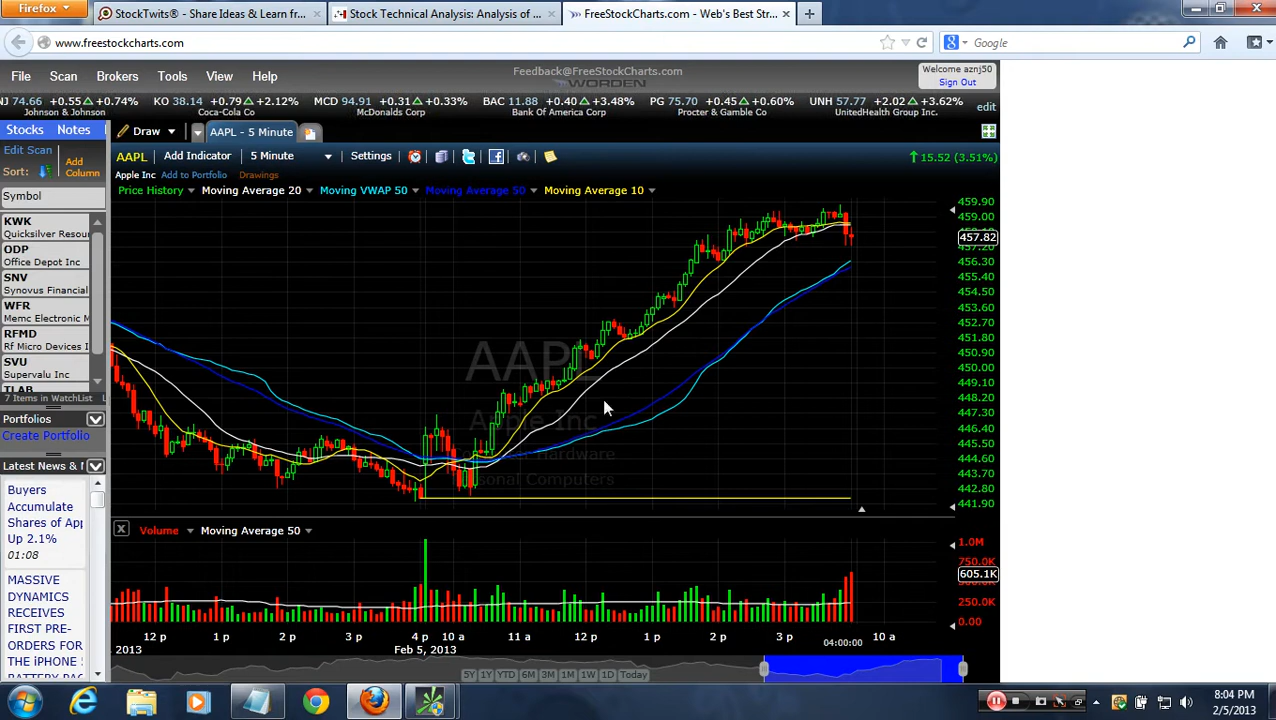 Firefox
StockTwits® - Share Ideas & Learn fr...
Stock Technical Analysis: Analysis of ...
FreeStockCharts.com - Web's Best Str...
www.freestockcharts.com
Google
File Scan Brokers Tools View Help
Feedback@FreeStockCharts.com
WORDEN
Welcome aznj50
Sign Out
NJ 74.66 +0.55 +0.74% KO 38.14 +0.79 +2.12% MCD 94.91 +0.31 +0.33% BAC 11.88 +0.40 +3.48% PG 75.70 +0.45 +0.60% UNH 57.77 +2.02 +3.62% edit
Johnson & Johnson Coca-Cola Co McDonalds Corp Bank Of America Corp Procter & Gamble Co UnitedHealth Group Inc.
Stocks Notes
Draw
AAPL - 5 Minute
Edit Scan
Sort:
Add
Column
AAPL Add Indicator 5 Minute Settings
15.52 (3.51%)
Apple Inc Add to Portfolio Drawings
Price History Moving Average 20 Moving VWAP 50 Moving Average 50 Moving Average 10
Symbol
KWK
Quicksilver Resou
ODP
Office Depot Inc
SNV
Synovus Financial
WFR
Memc Electronic M
RFMD
Rf Micro Devices I
SVU
Supervalu Inc
TLAB
7 Items in WatchList
Portfolios
Create Portfolio
Latest News &
Buyers
Accumulate
Shares of App
Up 2.1%
01:08
MASSIVE
DYNAMICS
RECEIVES
FIRST PRE-
ORDERS FOR
THE iPHONE
BATTERY PAC
AAPL
Apple Inc
Hardware
sonal Computers
459.90
459.00
457.82
457.20
456.30
455.40
454.50
453.60
452.70
451.80
450.90
450.00
449.10
448.20
447.30
446.40
445.50
444.60
443.70
442.80
441.90
Volume Moving Average 50
1.0M
750.0K
605.1K
250.0K
0.00
12 p 1 p 2 p 3 p 4 p 10 a 11 a 12 p 1 p 2 p 3 p 04:00:00 10 a
2013 Feb 5, 2013
5Y 1Y YTD 6M 3M 1M 1W 1D Today
8:04 PM
2/5/2013